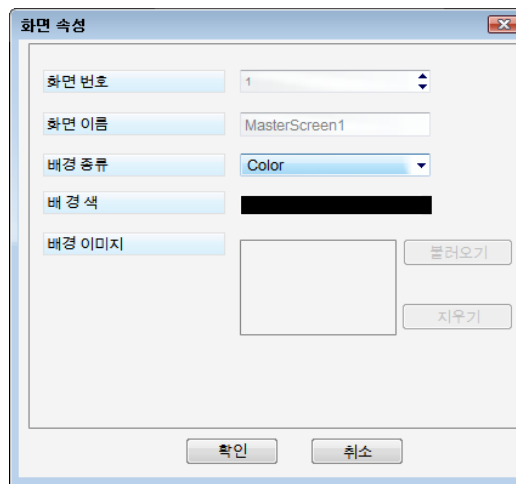 화면 속성
화면 번호 1
화면 이름 MasterScreen1
배경 종류 Color
배 경 색
배경 이미지
불러오기
지우기
확인 취소